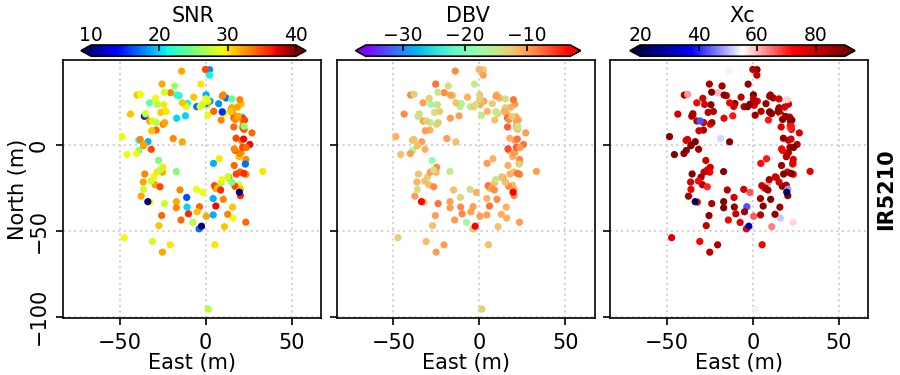 SNR DBV Xc
10 20 30 40 −30 −20 −10 20 40 60 80
North (m)
0
−50
−100
−50 0 50 −50 0 50 −50 0 50
East (m) East (m) East (m)
IR5210